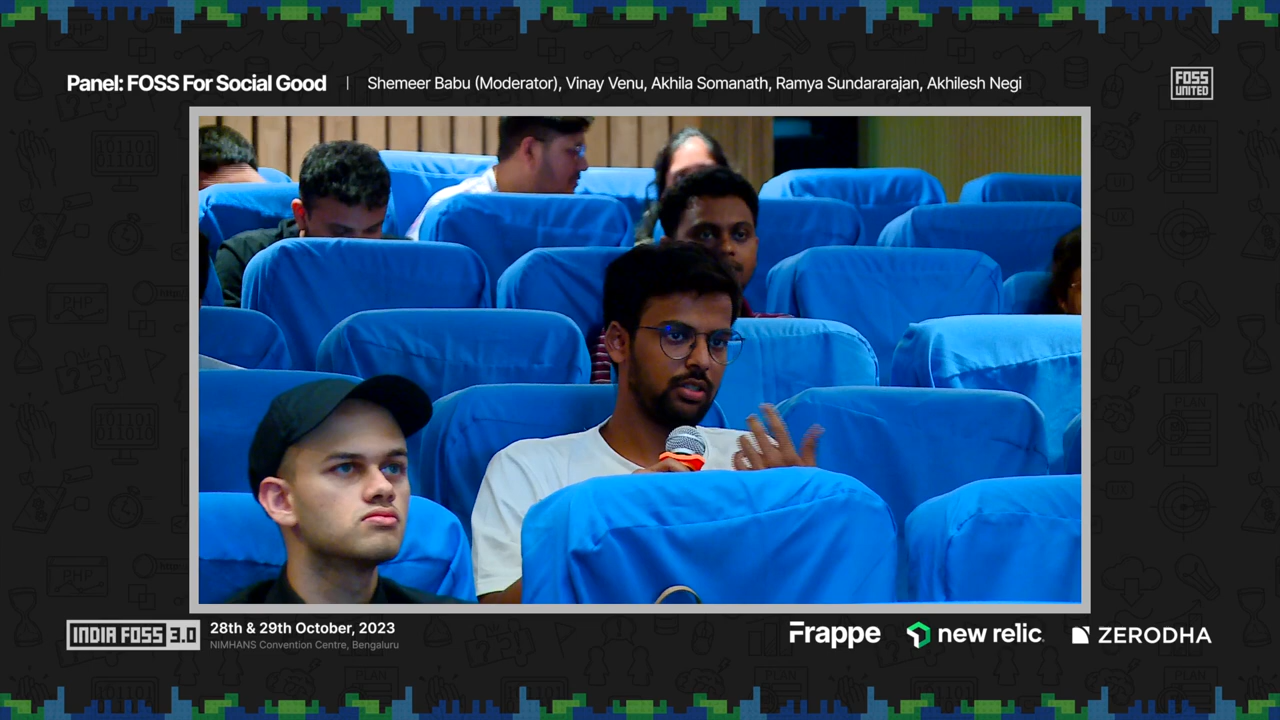 Panel: FOSS For Social Good | Shemeer Babu (Moderator), Vinay Venu, Akhila Somanath, Ramya Sundararajan, Akhilesh Negi
FOSS
UNITED
INDIA FOSS 3.0
28th & 29th October, 2023
NIMHANS Convention Centre, Bengaluru
Frappe
new relic
ZERODHA